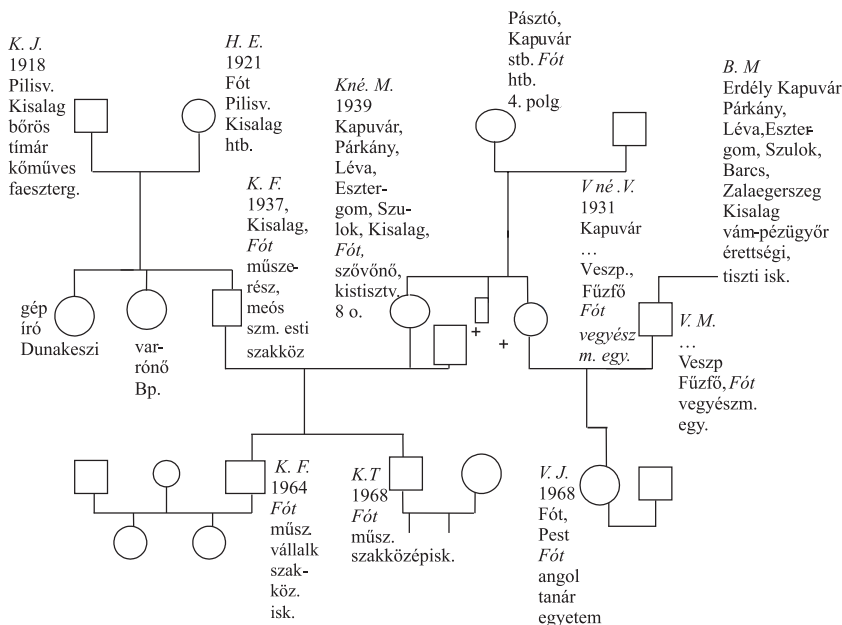 K. J.
1918
Pilisv.
Kisalag
bőrös
tímár
kőműves
faeszterg.
H. E.
1921
Fót
Pilisv.
Kisalag
htb.
Kné. M.
1939
Kapuvár,
Párkány,
Léva,
Eszter-
gom, Szu-
lok, Kisalag,
Fót,
szővőnő,
kistisztv.
8 o.
Pásztó,
Kapuvár
stb. Fót
htb.
4. polg.
B. M
Erdély Kapuvár
Párkány,
Léva,Eszter-
gom, Szulok,
Barcs,
Zalaegerszeg
Kisalag
vám-pézügyőr
érettségi,
tiszti isk.
K. F.
1937,
Kisalag,
Fót
műsze-
rész,
meós
szm. esti
szakköz
V né .V.
1931
Kapuvár
...
Veszp.,
Fűzfő
Fót
vegyész
m. egy.
gép
író
Dunakeszi
var-
rónő
Bp.
+
+
V. M.
...
Veszp
Fűzfő, Fót
vegyészm.
egy.
K. F.
1964
Fót
műsz.
vállalk
szak-
köz.
isk.
K.T
1968
Fót
műsz.
szakközépisk.
V. J.
1968
Fót,
Pest
Fót
angol
tanár
egyetem